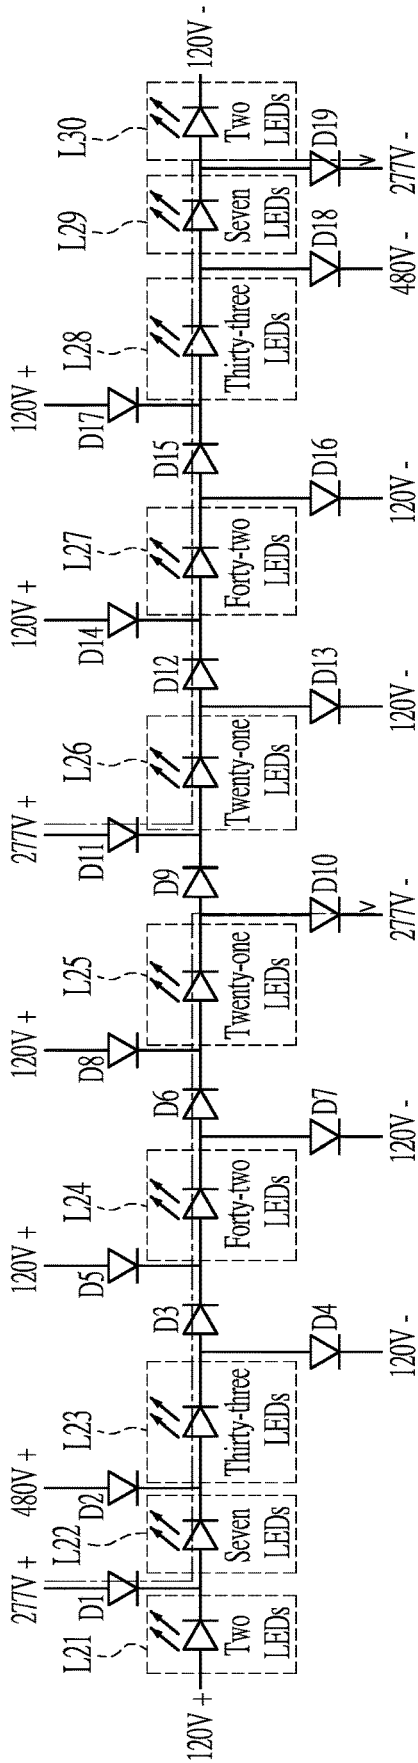 120V +
277V +
480V +
120V +
120V +
277V +
120V +
120V +
D1
D2
D5
D8
D11
D14
D17
L21
L22
L23
L24
L25
L26
L27
L28
L29
L30
D3
D6
D9
D12
D15
120V -
Two
LEDs
Seven
LEDs
Thirty-three
LEDs
Forty-two
LEDs
Twenty-one
LEDs
Twenty-one
LEDs
Forty-two
LEDs
Thirty-three
LEDs
Seven
LEDs
Two
LEDs
D4
D7
D10
D13
D16
D18
D19
120V -
120V -
277V -
120V -
120V -
480V -
277V -